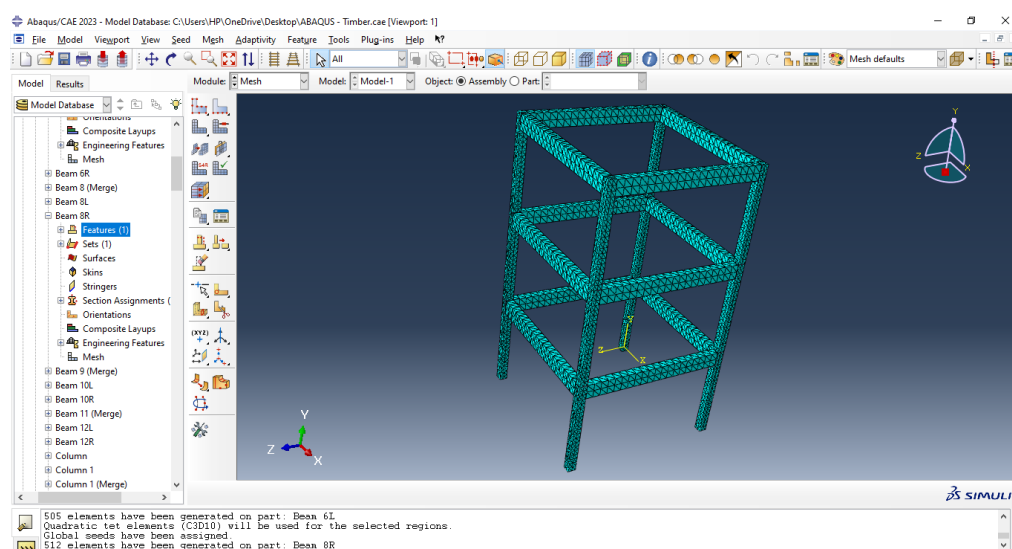 Abaqus/CAE 2023 - Model Database: C:\Users\HP\OneDrive\Desktop\ABAQUS - Timber.cae [Viewport: 1]
File Model Viewport View Seed Mesh Adaptivity Feature Tools Plug-ins Help
All
Mesh defaults
Model Results
Module: Mesh Model: Model-1 Object: Assembly Part:
Model Database
Orientations
Composite Layups
Engineering Features
Mesh
Beam 6R
Beam 8 (Merge)
Beam 8L
Beam 8R
Features (1)
Sets (1)
Surfaces
Skins
Stringers
Section Assignments (
Orientations
Composite Layups
Engineering Features
Mesh
Beam 9 (Merge)
Beam 10L
Beam 10R
Beam 11 (Merge)
Beam 12L
Beam 12R
Column
Column 1
Column 1 (Merge)
(XYZ)
Y
Z
X
Y
Z
X
Y
Z
X
SIMULI
505 elements have been generated on part: Beam 6L
Quadratic tet elements (C3D10) will be used for the selected regions.
Global seeds have been assigned.
512 elements have been generated on part: Beam 8R